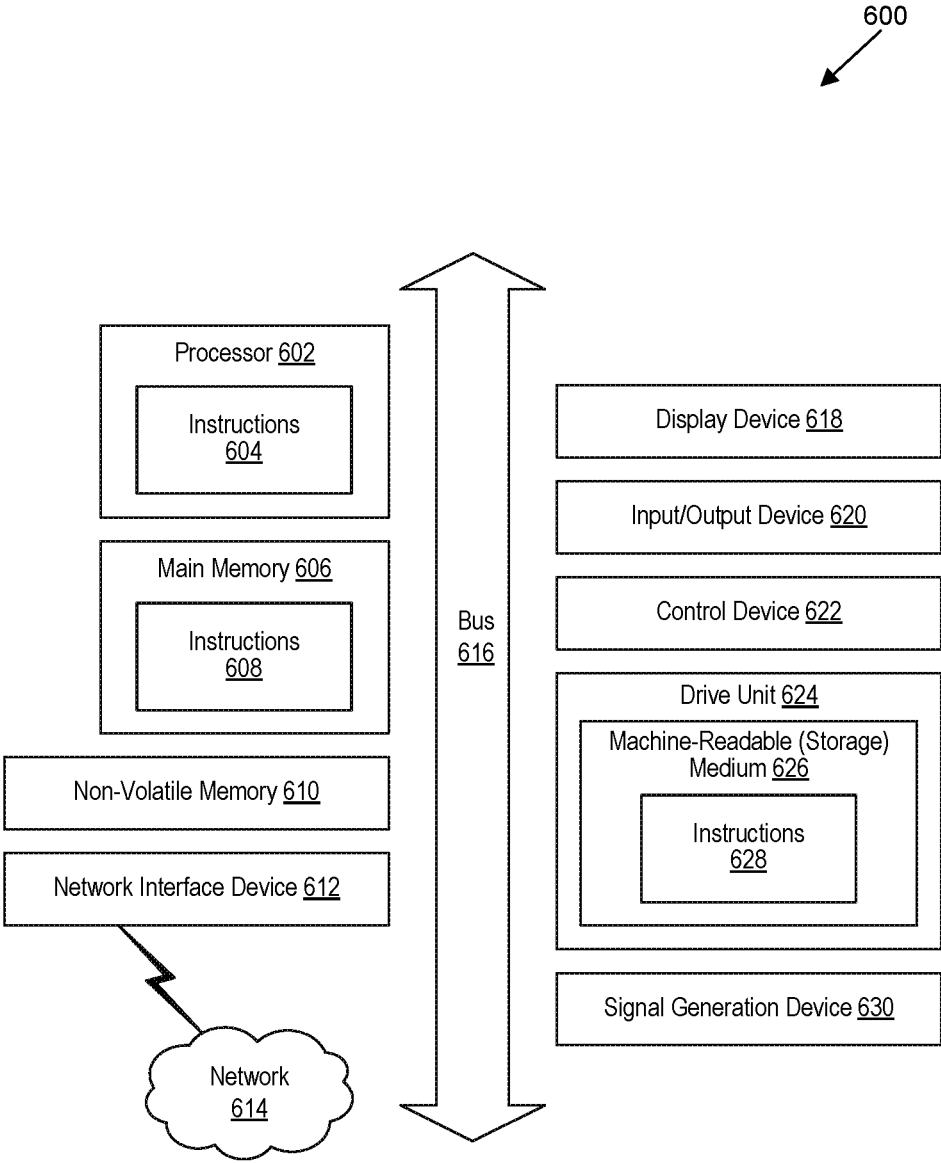 600
Processor 602
Instructions
604
Main Memory 606
Instructions
608
Non-Volatile Memory 610
Network Interface Device 612
Network
614
Bus
616
Display Device 618
Input/Output Device 620
Control Device 622
Drive Unit 624
Machine-Readable (Storage)
Medium 626
Instructions
628
Signal Generation Device 630